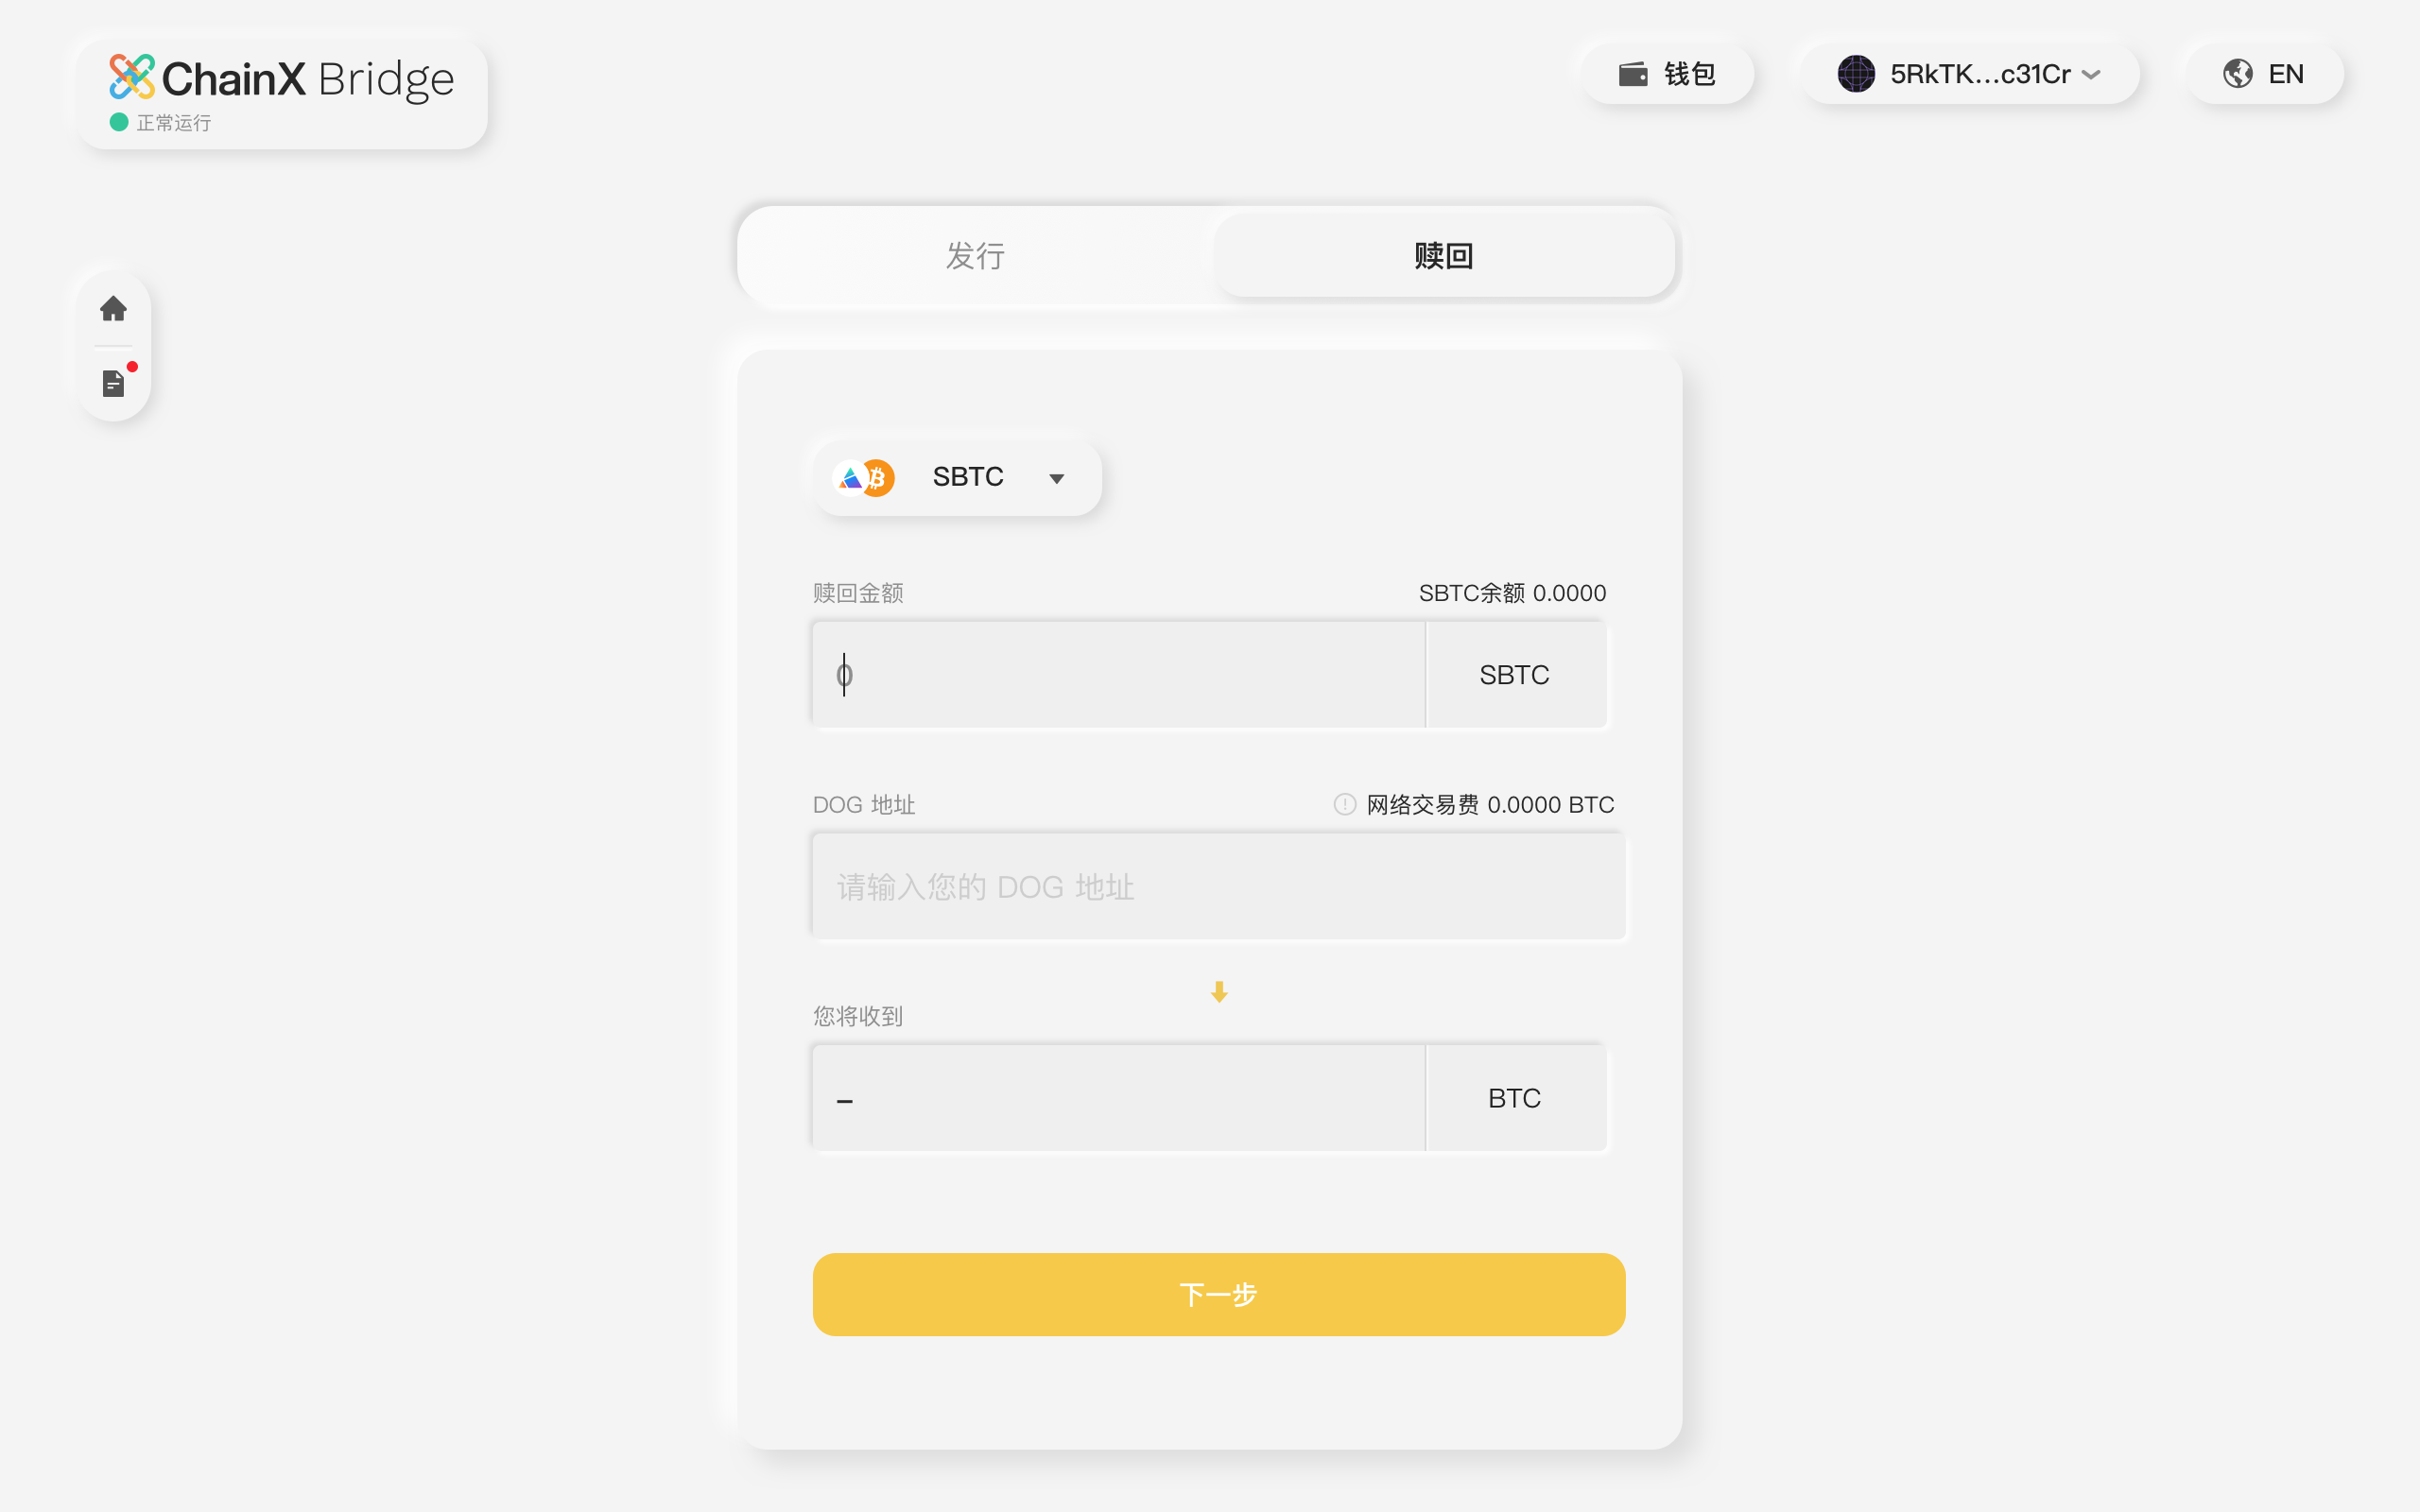 ChainX Bridge
正常运行
钱包
5RkTK...c31Cr
EN
发行
赎回
SBTC
赎回金额
SBTC余额 0.0000
0
SBTC
DOG 地址
网络交易费 0.0000 BTC
请输入您的 DOG 地址
您将收到
–
BTC
下一步